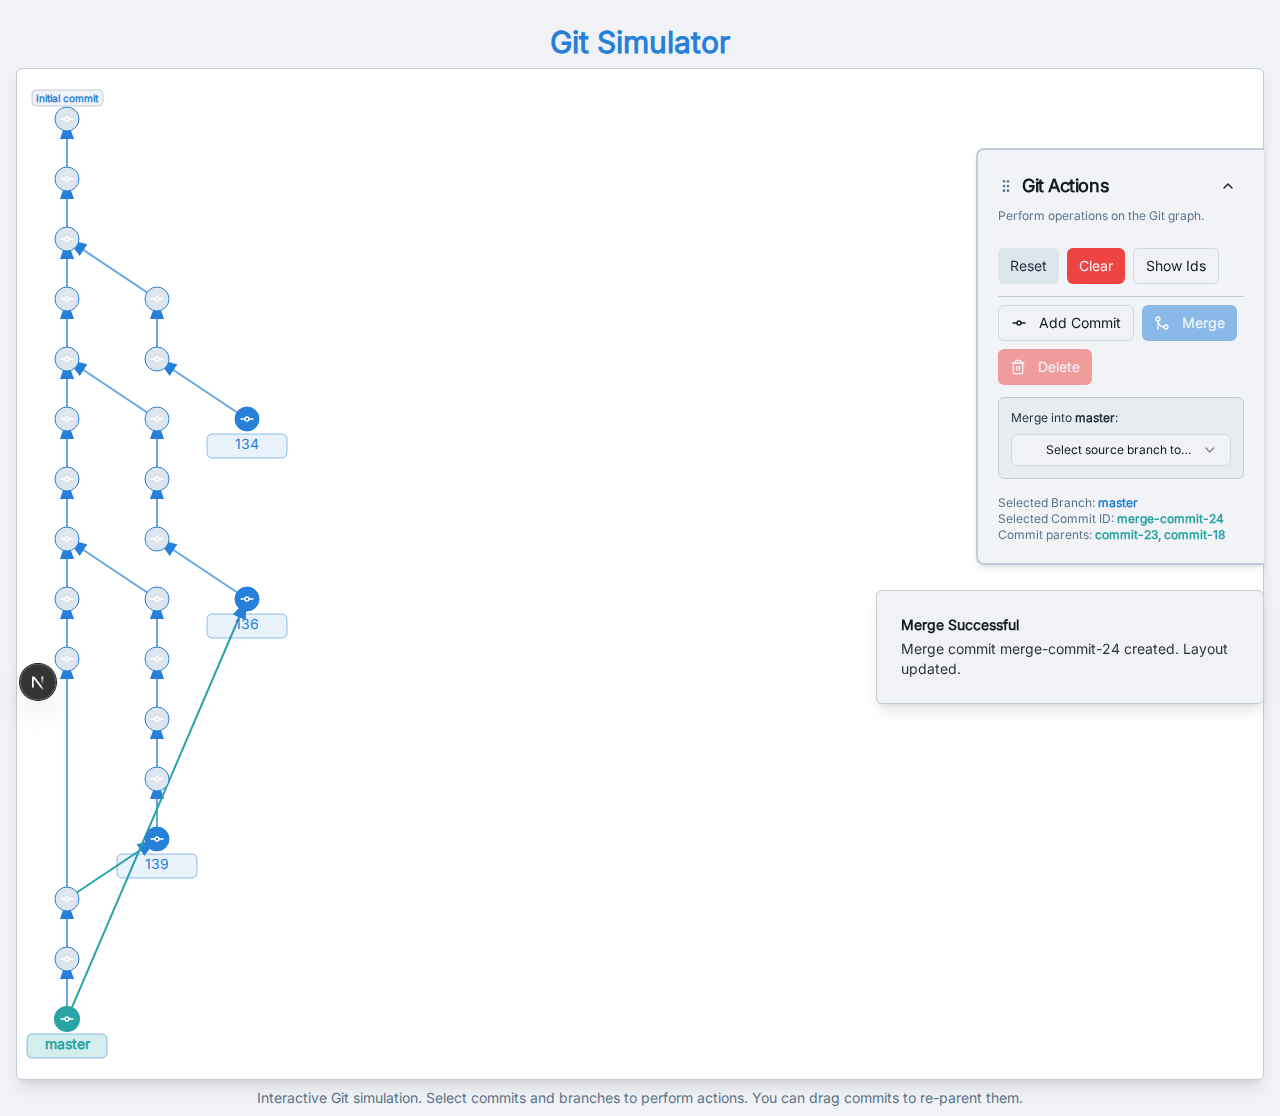 Git Simulator
Initial commit
134
136
N
139
master
Git Actions
Perform operations on the Git graph.
Reset
Clear
Show Ids
Add Commit
Merge
Delete
Merge into master:
Select source branch to...
Selected Branch: master
Selected Commit ID: merge-commit-24
Commit parents: commit-23, commit-18
Merge Successful
Merge commit merge-commit-24 created. Layout
updated.
Interactive Git simulation. Select commits and branches to perform actions. You can drag commits to re-parent them.